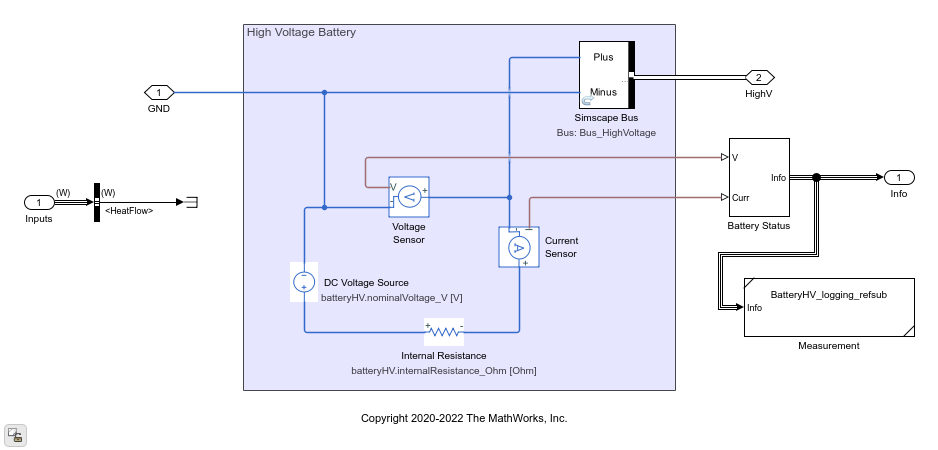 High Voltage Battery
Plus
Minus
...
Simscape Bus
Bus: Bus_HighVoltage
1
GND
2
HighV
V
Curr
Info
Battery Status
1
Info
(W)
(W)
1
Inputs
<HeatFlow>
V
+
-
V
Voltage
Sensor
I
-
A
+
Current
Sensor
−
+
DC Voltage Source
batteryHV.nominalVoltage_V [V]
+
-
Internal Resistance
batteryHV.internalResistance_Ohm [Ohm]
BatteryHV_logging_refsub
Info
Measurement
Copyright 2020-2022 The MathWorks, Inc.